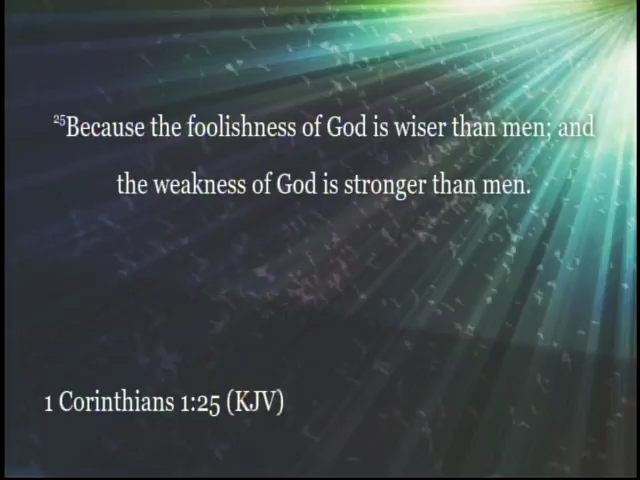 25Because the foolishness of God is wiser than men; and
the weakness of God is stronger than men.
1 Corinthians 1:25 (KJV)